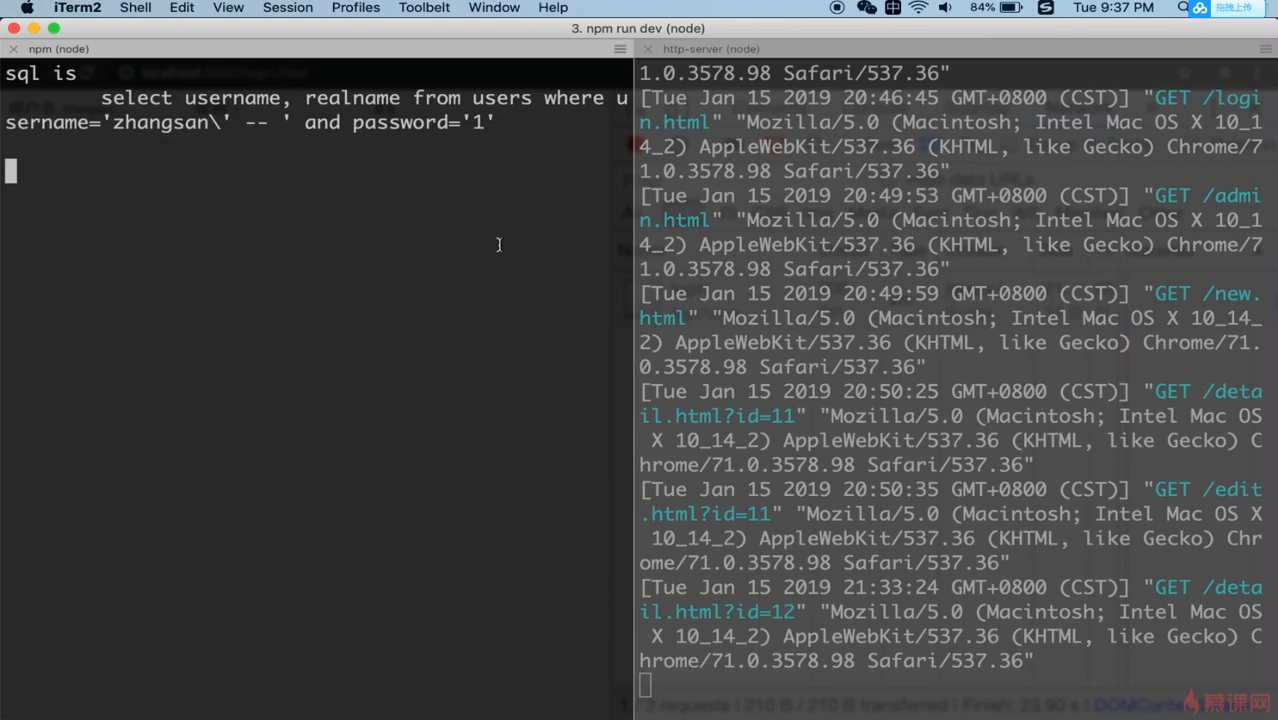 iTerm2 Shell Edit View Session Profiles Toolbelt Window Help 84% Tue 9:37 PM 拖拽上传
3. npm run dev (node)
npm (node)
http-server (node)
sql is
select username, realname from users where u
sername='zhangsan\' -- ' and password='1'
1.0.3578.98 Safari/537.36"
[Tue Jan 15 2019 20:46:45 GMT+0800 (CST)] "GET /logi
n.html" "Mozilla/5.0 (Macintosh; Intel Mac OS X 10_1
4_2) AppleWebKit/537.36 (KHTML, like Gecko) Chrome/7
1.0.3578.98 Safari/537.36"
[Tue Jan 15 2019 20:49:53 GMT+0800 (CST)] "GET /admi
n.html" "Mozilla/5.0 (Macintosh; Intel Mac OS X 10_1
4_2) AppleWebKit/537.36 (KHTML, like Gecko) Chrome/7
1.0.3578.98 Safari/537.36"
[Tue Jan 15 2019 20:49:59 GMT+0800 (CST)] "GET /new.
html" "Mozilla/5.0 (Macintosh; Intel Mac OS X 10_14_
2) AppleWebKit/537.36 (KHTML, like Gecko) Chrome/71.
0.3578.98 Safari/537.36"
[Tue Jan 15 2019 20:50:25 GMT+0800 (CST)] "GET /deta
il.html?id=11" "Mozilla/5.0 (Macintosh; Intel Mac OS
X 10_14_2) AppleWebKit/537.36 (KHTML, like Gecko) C
hrome/71.0.3578.98 Safari/537.36"
[Tue Jan 15 2019 20:50:35 GMT+0800 (CST)] "GET /edit
.html?id=11" "Mozilla/5.0 (Macintosh; Intel Mac OS X
10_14_2) AppleWebKit/537.36 (KHTML, like Gecko) Chr
ome/71.0.3578.98 Safari/537.36"
[Tue Jan 15 2019 21:33:24 GMT+0800 (CST)] "GET /deta
il.html?id=12" "Mozilla/5.0 (Macintosh; Intel Mac OS
X 10_14_2) AppleWebKit/537.36 (KHTML, like Gecko) C
hrome/71.0.3578.98 Safari/537.36"
慕课网